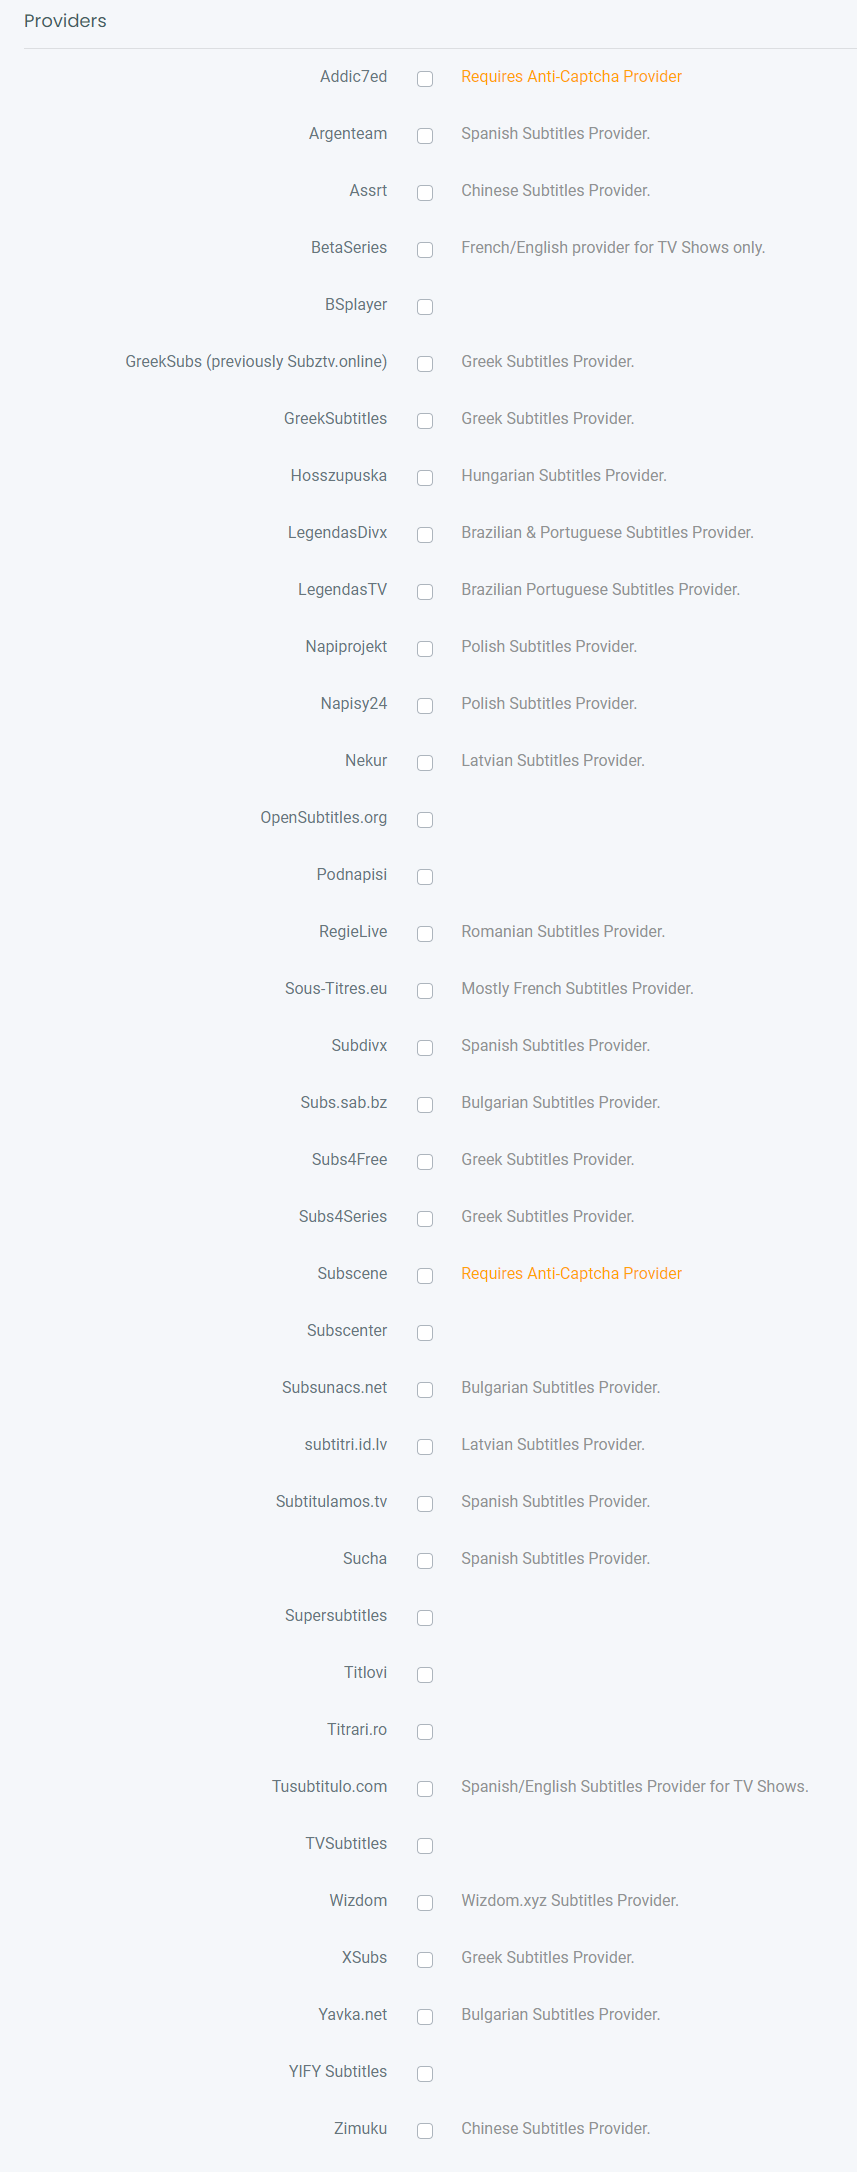 Providers
Addic7ed Requires Anti-Captcha Provider
Argenteam Spanish Subtitles Provider.
Assrt Chinese Subtitles Provider.
BetaSeries French/English provider for TV Shows only.
BSplayer
GreekSubs (previously Subztv.online) Greek Subtitles Provider.
GreekSubtitles Greek Subtitles Provider.
Hosszupuska Hungarian Subtitles Provider.
LegendasDivx Brazilian & Portuguese Subtitles Provider.
LegendasTV Brazilian Portuguese Subtitles Provider.
Napiprojekt Polish Subtitles Provider.
Napisy24 Polish Subtitles Provider.
Nekur Latvian Subtitles Provider.
OpenSubtitles.org
Podnapisi
RegieLive Romanian Subtitles Provider.
Sous-Titres.eu Mostly French Subtitles Provider.
Subdivx Spanish Subtitles Provider.
Subs.sab.bz Bulgarian Subtitles Provider.
Subs4Free Greek Subtitles Provider.
Subs4Series Greek Subtitles Provider.
Subscene Requires Anti-Captcha Provider
Subscenter
Subsunacs.net Bulgarian Subtitles Provider.
subtitri.id.lv Latvian Subtitles Provider.
Subtitulamos.tv Spanish Subtitles Provider.
Sucha Spanish Subtitles Provider.
Supersubtitles
Titlovi
Titrari.ro
Tusubtitulo.com Spanish/English Subtitles Provider for TV Shows.
TVSubtitles
Wizdom Wizdom.xyz Subtitles Provider.
XSubs Greek Subtitles Provider.
Yavka.net Bulgarian Subtitles Provider.
YIFY Subtitles
Zimuku Chinese Subtitles Provider.